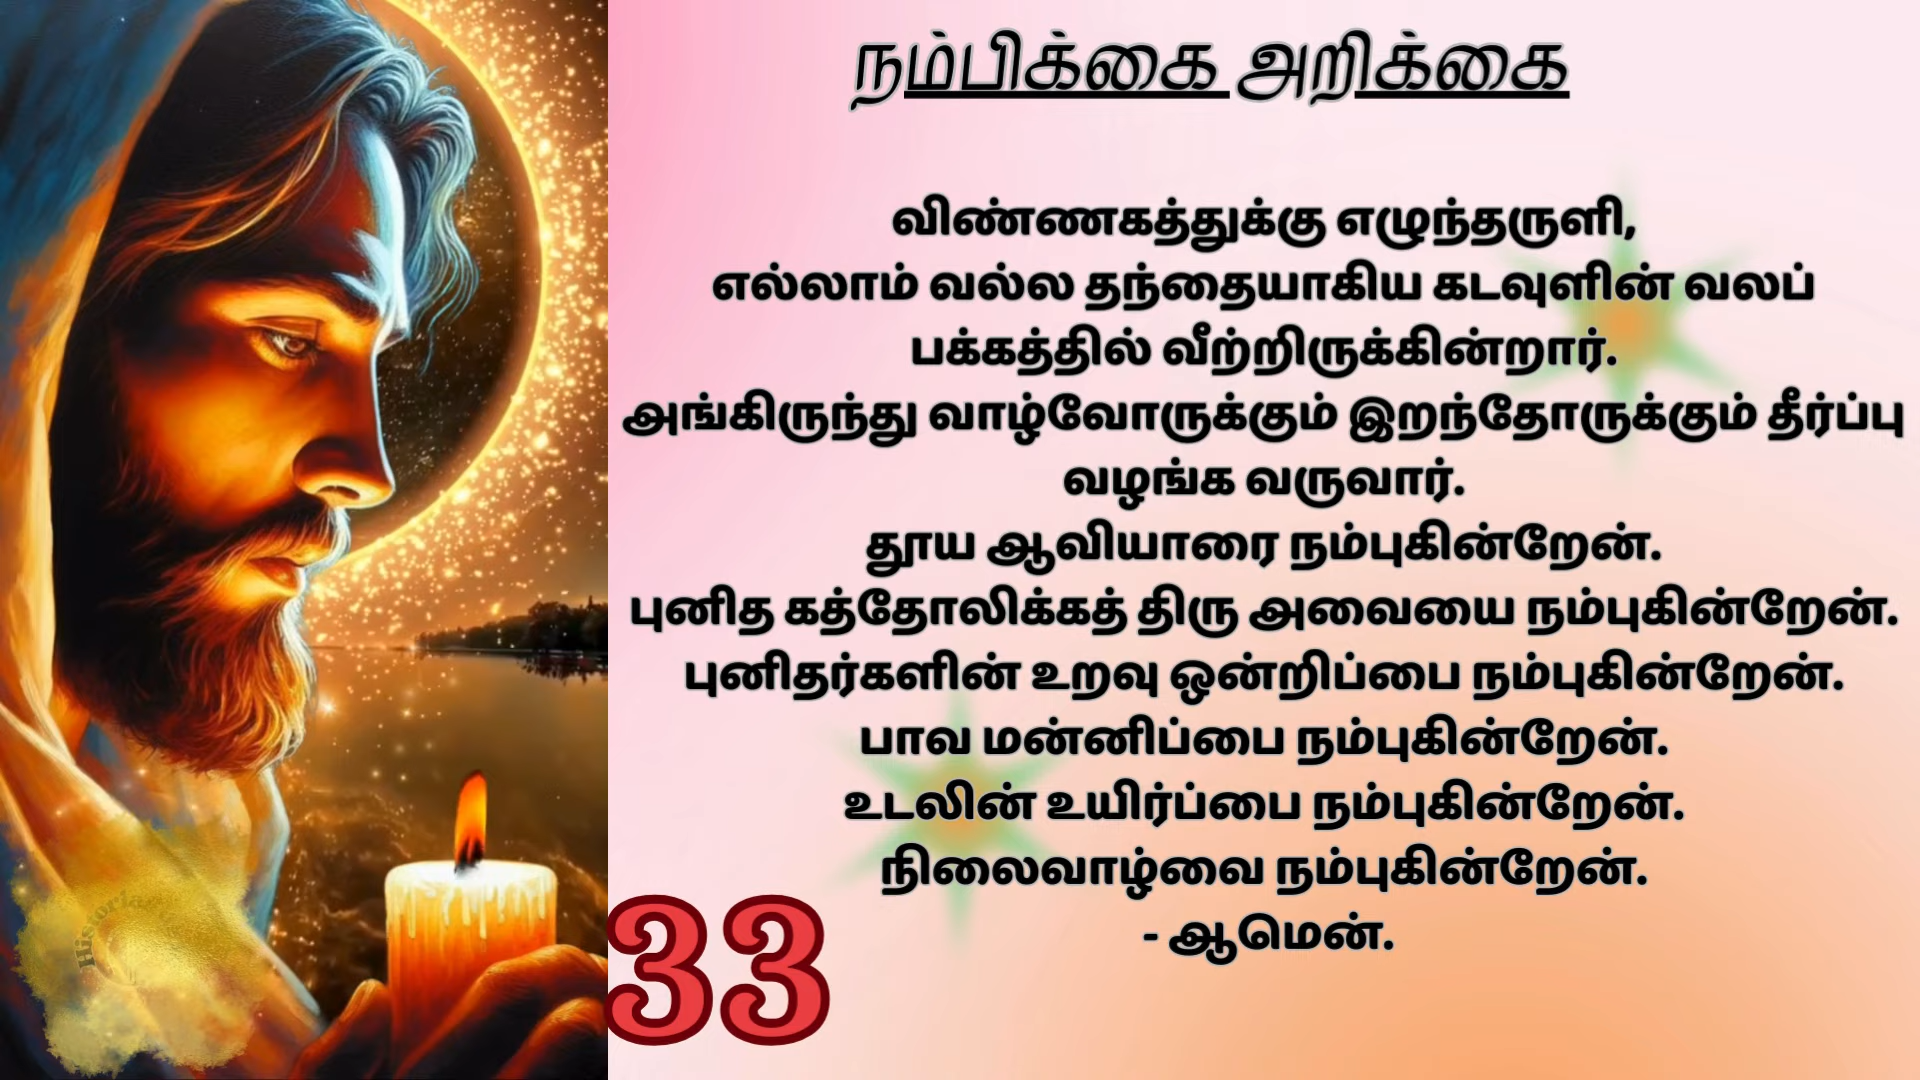 நம்பிக்கை அறிக்கை
விண்ணகத்துக்கு எழுந்தருளி,
எல்லாம் வல்ல தந்தையாகிய கடவுளின் வலப்
பக்கத்தில் வீற்றிருக்கின்றார்.
அங்கிருந்து வாழ்வோருக்கும் இறந்தோருக்கும் தீர்ப்பு
வழங்க வருவார்.
தூய ஆவியாரை நம்புகின்றேன்.
புனித கத்தோலிக்கத் திரு அவையை நம்புகின்றேன்.
புனிதர்களின் உறவு ஒன்றிப்பை நம்புகின்றேன்.
பாவ மன்னிப்பை நம்புகின்றேன்.
உடலின் உயிர்ப்பை நம்புகின்றேன்.
நிலைவாழ்வை நம்புகின்றேன்.
- ஆமென்.
33